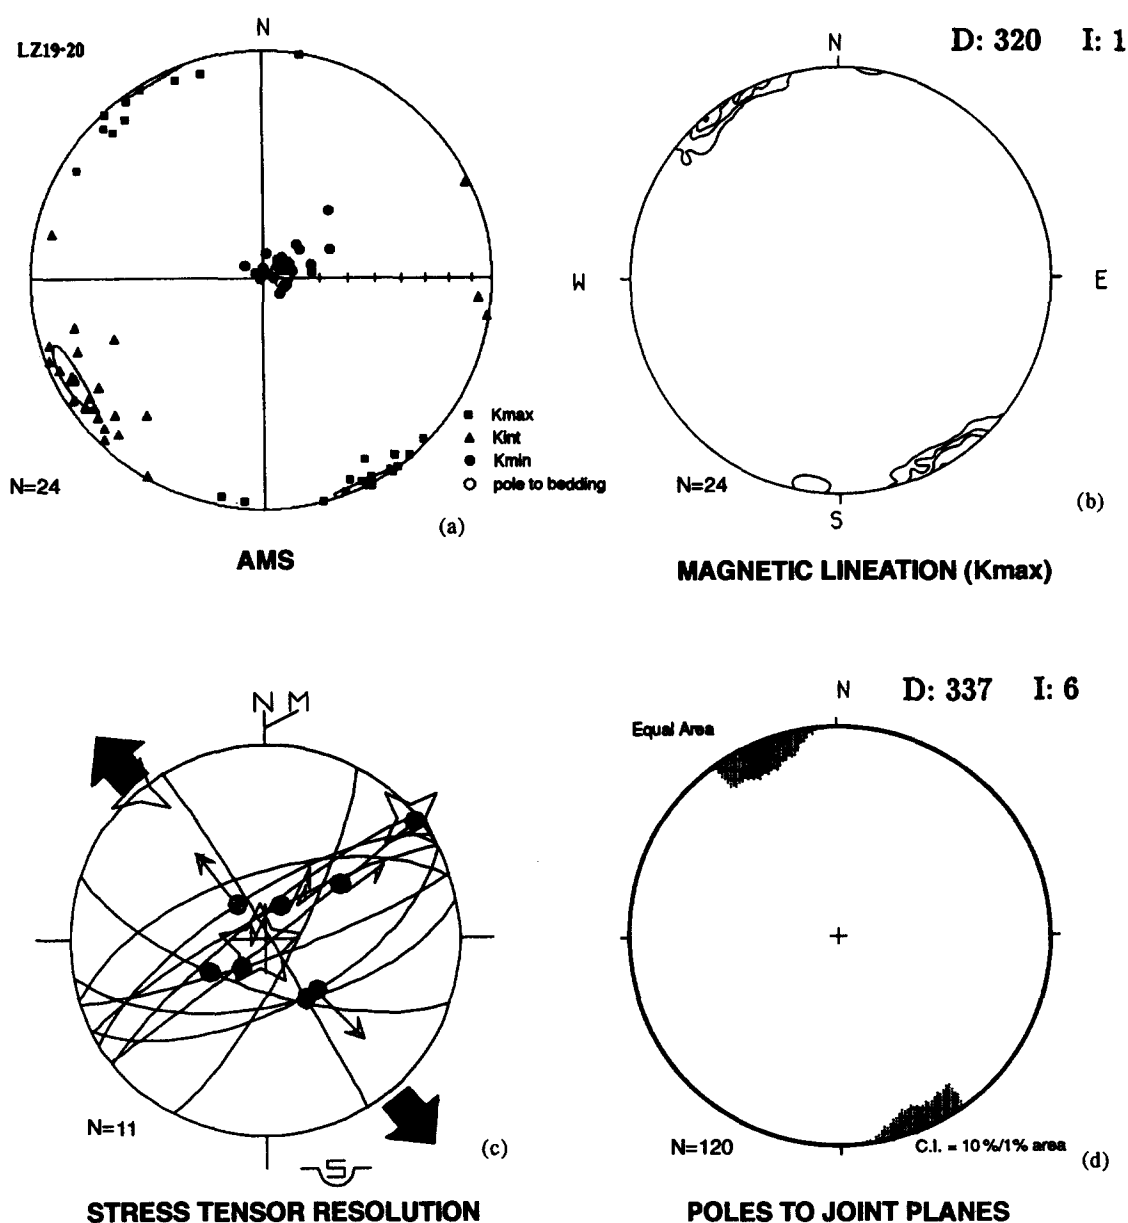 LZ19-20
N
N=24
Kmax
Kint
Kmin
pole to bedding
(a)
AMS
N
D: 320 I: 1
W
E
S
N=24
(b)
MAGNETIC LINEATION (Kmax)
N M
N=11
S
(c)
STRESS TENSOR RESOLUTION
N
D: 337 I: 6
Equal Area
N=120
C.I. = 10%/1% area
(d)
POLES TO JOINT PLANES